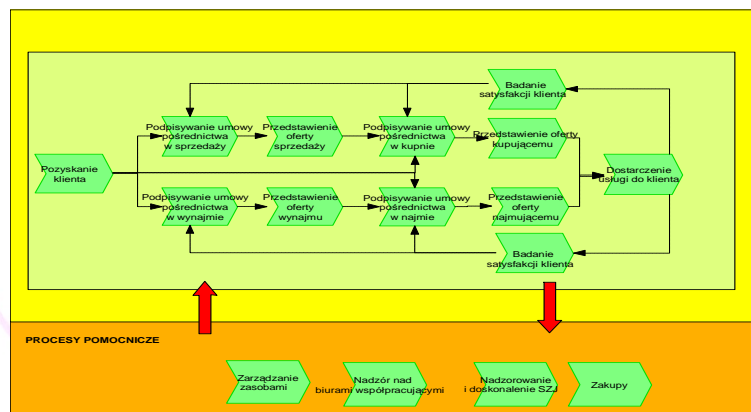 Badanie
satysfakcji klienta
Podpisywanie umowy
pośrednictwa
w sprzedaży
Przedstawienie
oferty
sprzedaży
Podpisywanie umowy
pośrednictwa
w kupnie
Przedstawienie oferty
kupującemu
Pozyskanie
klienta
Dostarczenie
usługi do klienta
Podpisywanie umowy
pośrednictwa
w wynajmie
Przedstawienie
oferty
wynajmu
Podpisywanie umowy
pośrednictwa
w najmie
Przedstawienie
oferty
najmującemu
Badanie
satysfakcji klienta
PROCESY POMOCNICZE
Zarządzanie
zasobami
Nadzór nad
biurami współpracującymi
Nadzorowanie
i doskonalenie SZJ
Zakupy